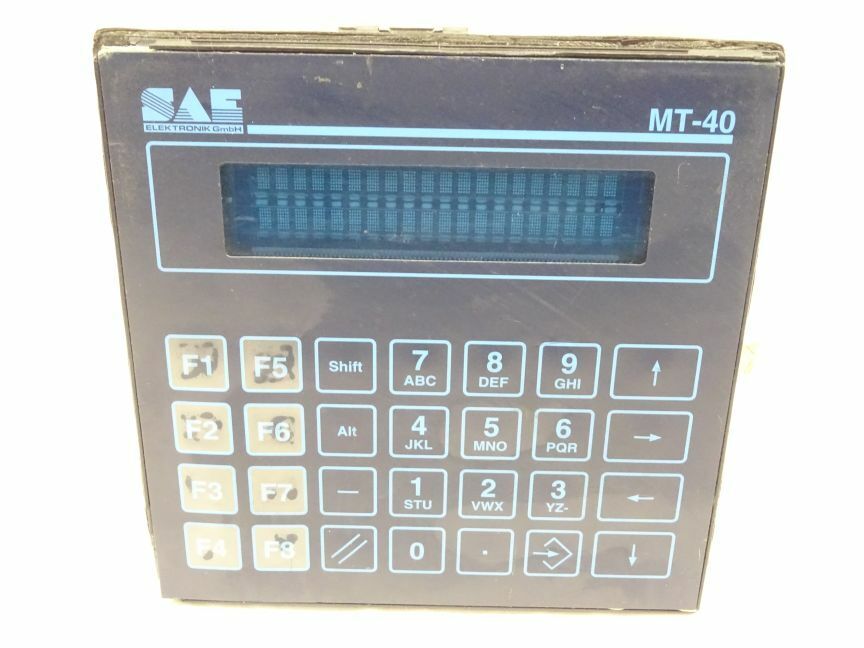 SAE
ELEKTRONIK GmbH
MT-40
F1 F5 Shift 7 ABC 8 DEF 9 GHI ↑
F2 F6 Alt 4 JKL 5 MNO 6 PQR →
F3 F7 — 1 STU 2 VWX 3 YZ- ←
F4 F8 // 0 . ↓